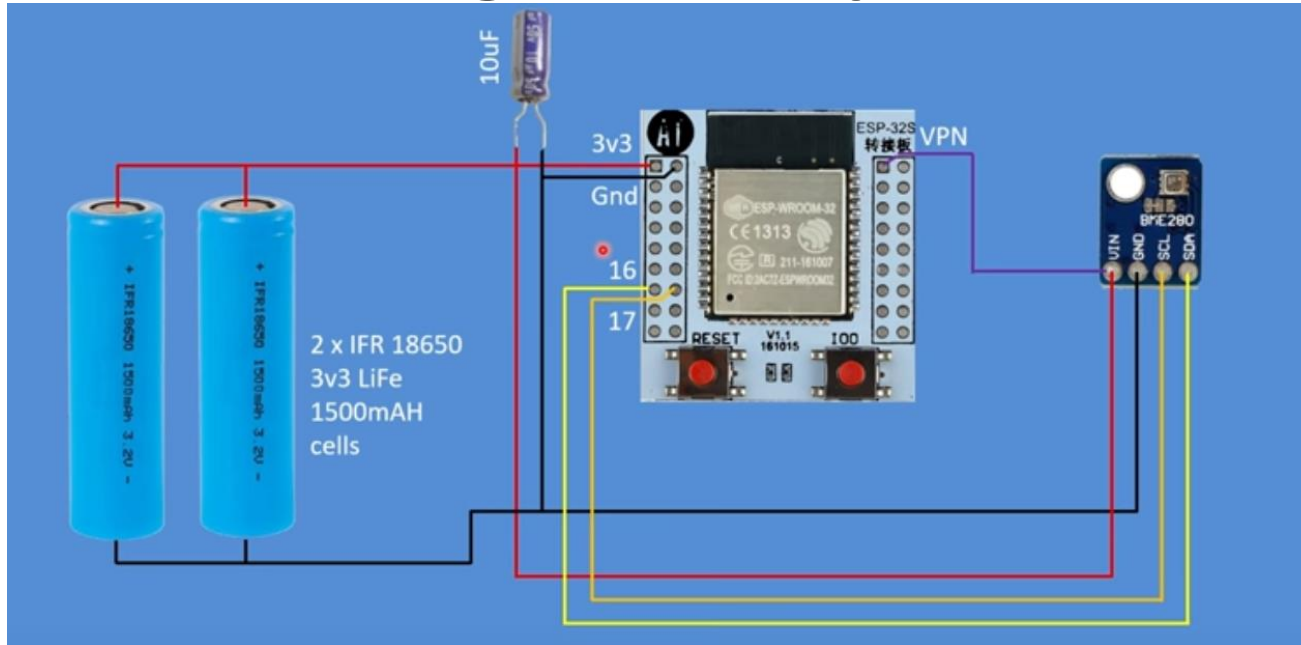 10uF
3v3
Gnd
16
17
Ai
ESP-32S
转接板
VPN
ESP-WROOM-32
CE1313
R 211-161007
FCC ID:2AC7Z-ESPWROOM32
RESET
V1.1
161015
IO0
BME280
VIN
GND
SCL
SDA
+ IFR18650 1500mAh 3.2V -
+ IFR18650 1500mAh 3.2V -
2 x IFR 18650
3v3 LiFe
1500mAH
cells